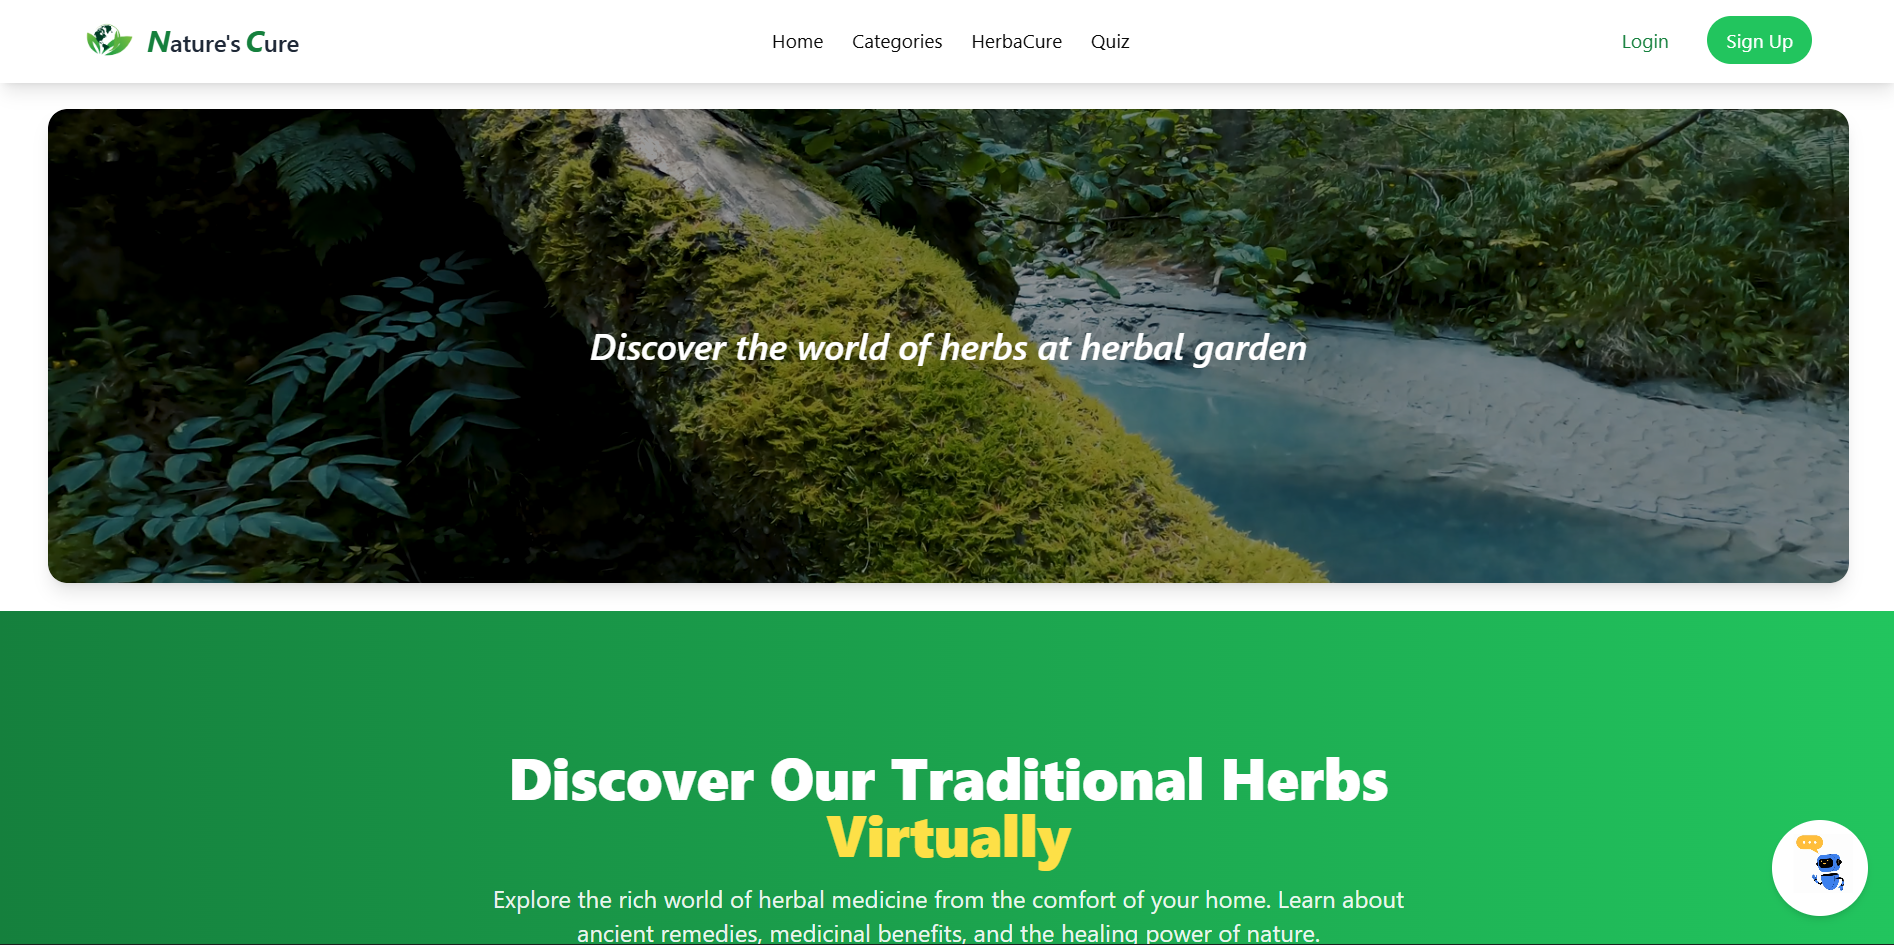 Nature's Cure
Home
Categories
HerbaCure
Quiz
Login
Sign Up
Discover the world of herbs at herbal garden
Discover Our Traditional Herbs
Virtually
Explore the rich world of herbal medicine from the comfort of your home. Learn about
ancient remedies, medicinal benefits, and the healing power of nature.